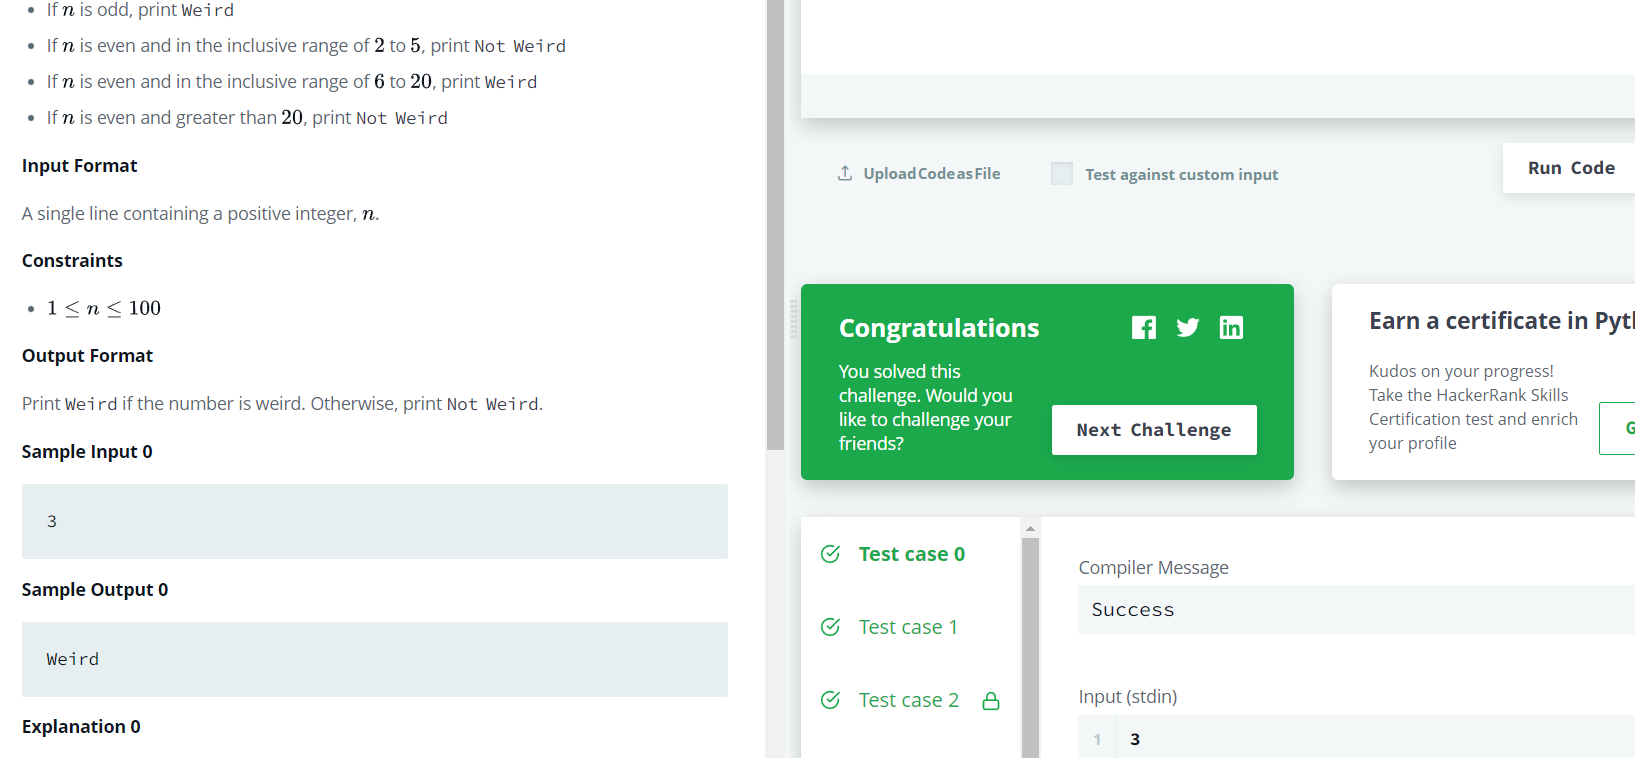 If n is odd, print Weird
If n is even and in the inclusive range of 2 to 5, print Not Weird
If n is even and in the inclusive range of 6 to 20, print Weird
If n is even and greater than 20, print Not Weird
Input Format
A single line containing a positive integer, n.
Constraints
1 ≤ n ≤ 100
Output Format
Print Weird if the number is weird. Otherwise, print Not Weird.
Sample Input 0
3
Sample Output 0
Weird
Explanation 0
Upload Code as File
Test against custom input
Run Code
Congratulations
You solved this
challenge. Would you
like to challenge your
friends?
Next Challenge
Earn a certificate in
Kudos on your progress!
Take the HackerRank Skills
Certification test and enrich
your profile
Test case 0
Test case 1
Test case 2
Compiler Message
Success
Input (stdin)
1 3